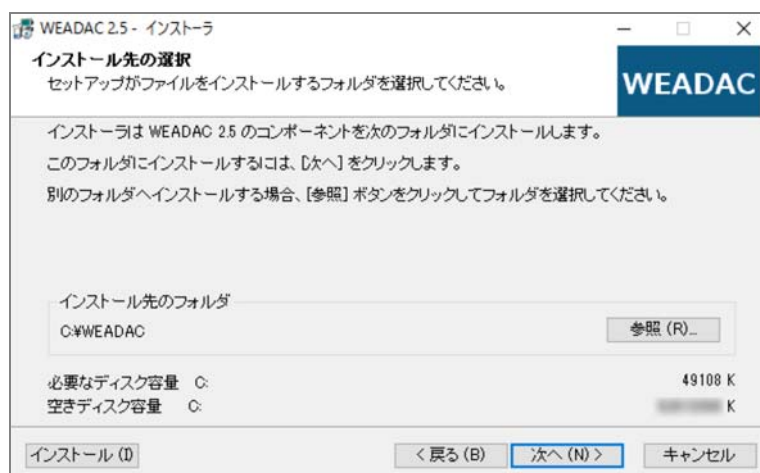 WEADAC 2.5 - インストーラ
インストール先の選択
セットアップがファイルをインストールするフォルダを選択してください。
WEADAC
インストーラは WEADAC 2.5 のコンポーネントを次のフォルダにインストールします。
このフォルダにインストールするには、[次へ] をクリックします。
別のフォルダへインストールする場合、[参照] ボタンをクリックしてフォルダを選択してください。
インストール先のフォルダ
C:¥WEADAC
参照 (R)...
必要なディスク容量 C: 49108 K
空きディスク容量 C: K
インストール (I)
< 戻る (B)
次へ (N) >
キャンセル